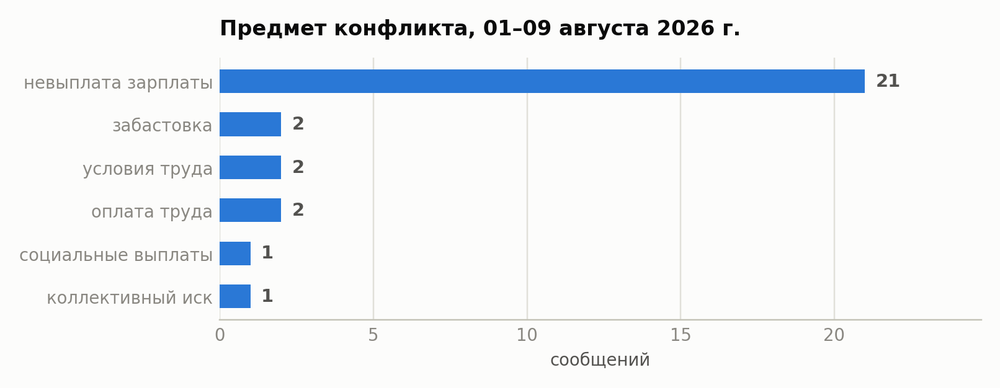 Предмет конфликта, 01–09 августа 2026 г.
невыплата зарплаты 21
забастовка 2
условия труда 2
оплата труда 2
социальные выплаты 1
коллективный иск 1
0 5 10 15 20
сообщений